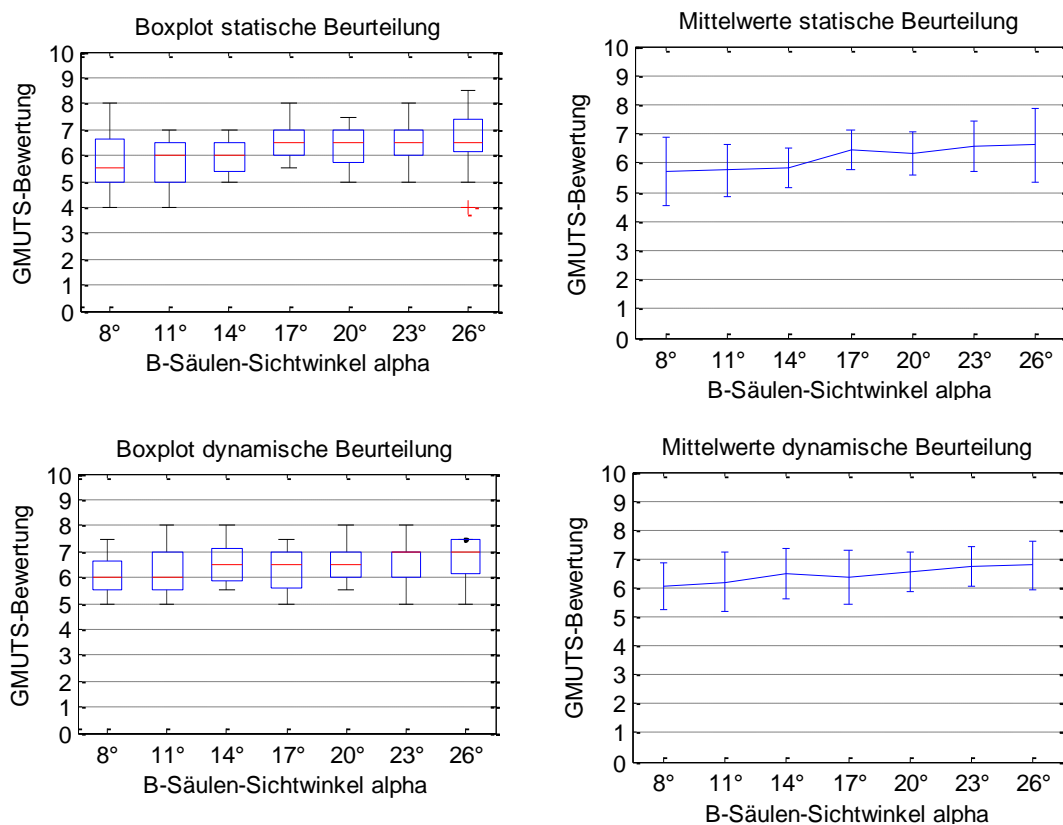 Boxplot statische Beurteilung
10
9
8
7
6
5
4
3
2
1
0
GMUTS-Bewertung
8° 11° 14° 17° 20° 23° 26°
B-Säulen-Sichtwinkel alpha
Mittelwerte statische Beurteilung
10
9
8
7
6
5
4
3
2
1
0
GMUTS-Bewertung
8° 11° 14° 17° 20° 23° 26°
B-Säulen-Sichtwinkel alpha
Boxplot dynamische Beurteilung
10
9
8
7
6
5
4
3
2
1
0
GMUTS-Bewertung
8° 11° 14° 17° 20° 23° 26°
B-Säulen-Sichtwinkel alpha
Mittelwerte dynamische Beurteilung
10
9
8
7
6
5
4
3
2
1
0
GMUTS-Bewertung
8° 11° 14° 17° 20° 23° 26°
B-Säulen-Sichtwinkel alpha